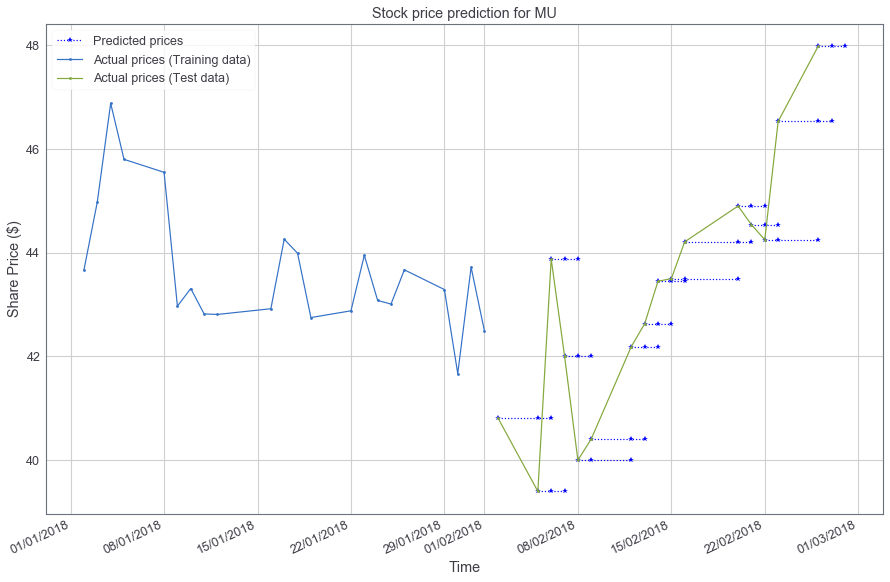 Stock price prediction for MU
Predicted prices
Actual prices (Training data)
Actual prices (Test data)
Share Price ($)
48
46
44
42
40
01/01/2018
08/01/2018
15/01/2018
22/01/2018
29/01/2018
01/02/2018
08/02/2018
15/02/2018
22/02/2018
01/03/2018
Time